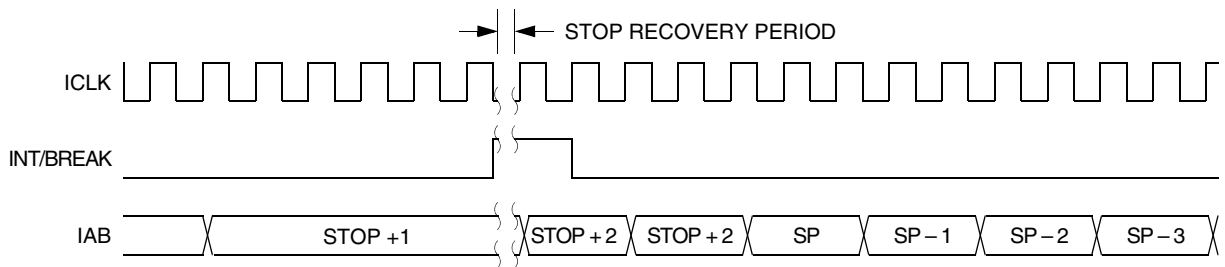 STOP RECOVERY PERIOD
ICLK
INT/BREAK
IAB STOP +1 STOP + 2 STOP + 2 SP SP – 1 SP – 2 SP – 3